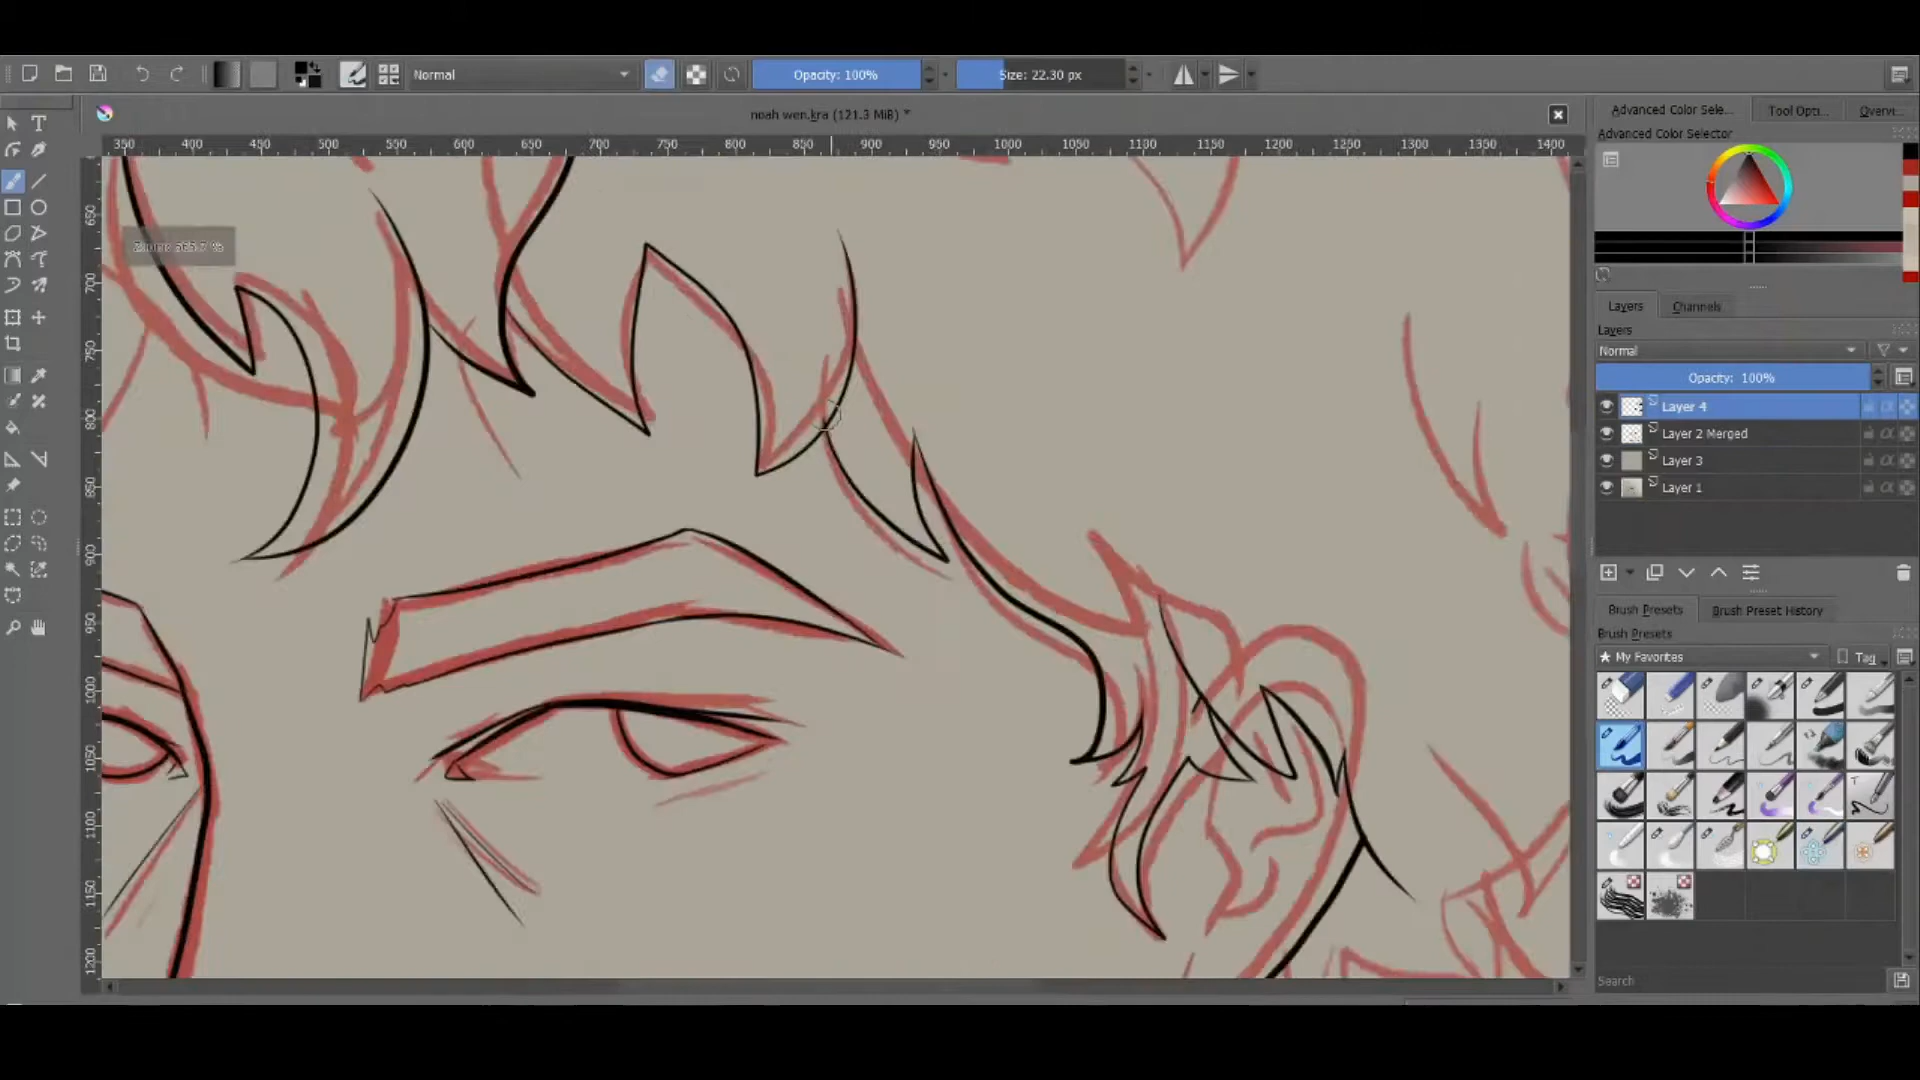 Normal
Opacity: 100%
Size: 22.30 px
noah wen.kra (121.3 MiB) *
Advanced Color Sele...
Tool Opti...
Overvi...
Advanced Color Selector
350 400 450 500 550 600 650 700 750 800 850 900 950 1000 1050 1100 1150 1200 1250 1300 1350 1400
650
700
750
800
850
900
950
1000
1050
1100
1150
1200
Layers
Channels
Layers
Normal
Opacity: 100%
Layer 4
Layer 2 Merged
Layer 3
Layer 1
Brush Presets
Brush Preset History
Brush Presets
★ My Favorites
Tag
Search